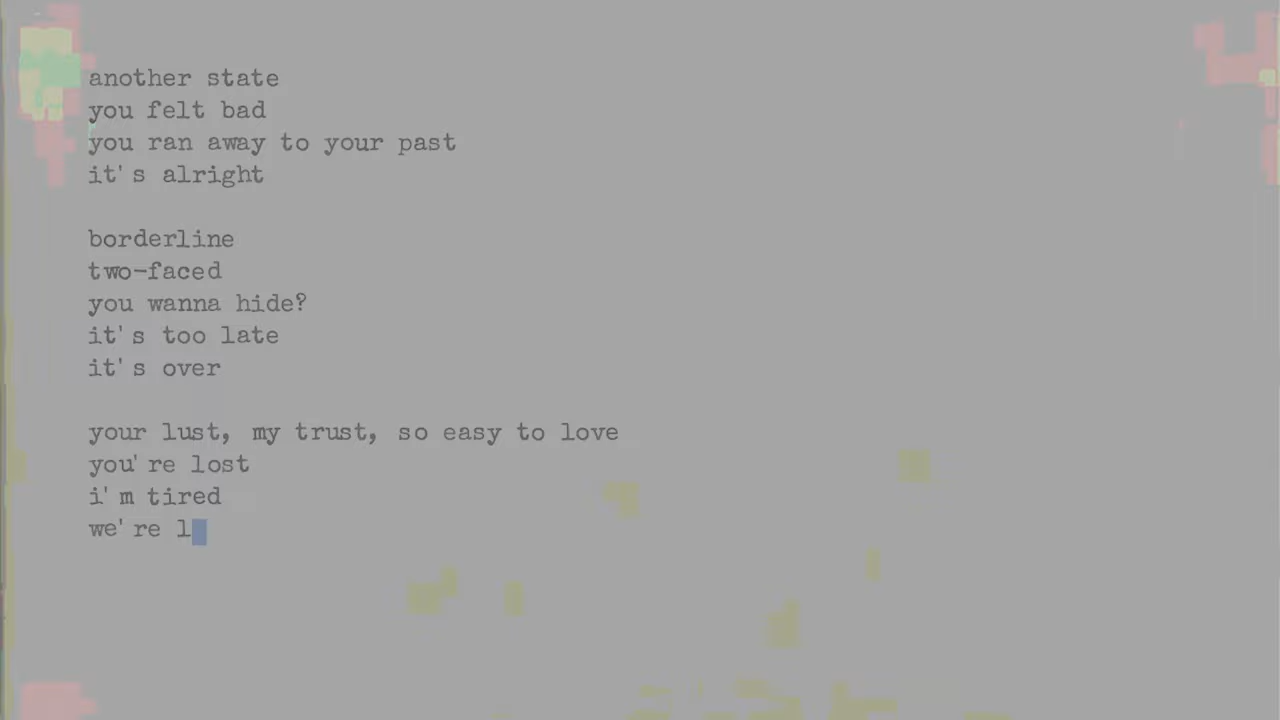 another state
you felt bad
you ran away to your past
it's alright
borderline
two-faced
you wanna hide?
it's too late
it's over
your lust, my trust, so easy to love
you're lost
i'm tired
we're l